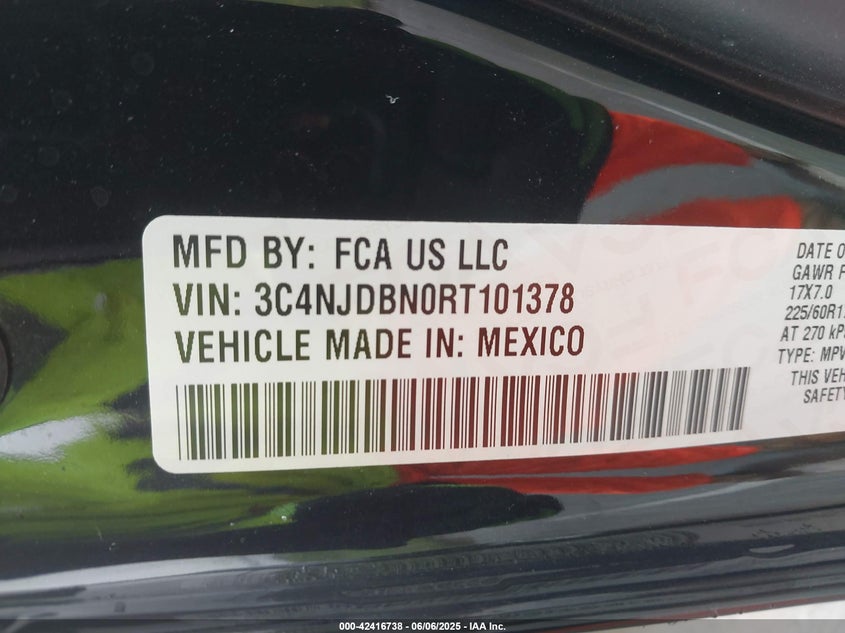 MFD BY: FCA US LLC
VIN: 3C4NJDBN0RT101378
VEHICLE MADE IN: MEXICO
DATE O
GAWR F
17X7.0
225/60R1
AT 270 kP
TYPE: MPV
THIS VEH
SAFETY
000-42416738 - 06/06/2025 - IAA Inc.